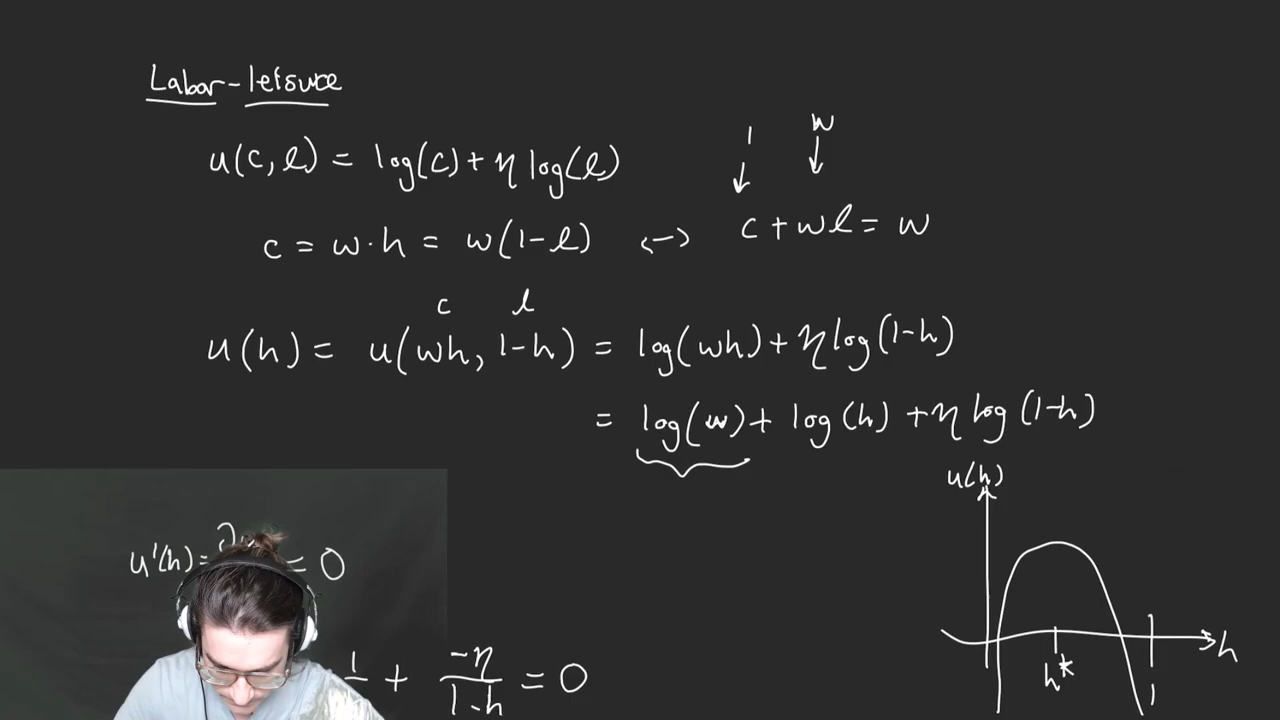 Labor-leisure
u(c, l) = log(c) + η log(l)
1 w
↓ ↓
c = w·h = w(1-l) ↔ c + wl = w
c l
u(h) = u(wh, 1-h) = log(wh) + η log(1-h)
= log(w) + log(h) + η log(1-h)
u(h)
u'(h) = = 0
h
h*
1
1 + -η/1-h = 0